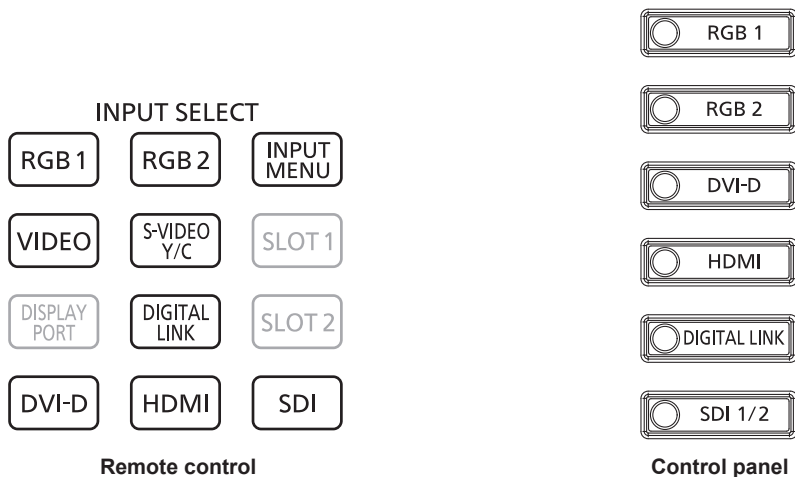 INPUT SELECT
RGB 1
RGB 2
INPUT
MENU
VIDEO
S-VIDEO
Y/C
SLOT 1
DISPLAY
PORT
DIGITAL
LINK
SLOT 2
DVI-D
HDMI
SDI
Remote control
RGB 1
RGB 2
DVI-D
HDMI
DIGITAL LINK
SDI 1/2
Control panel